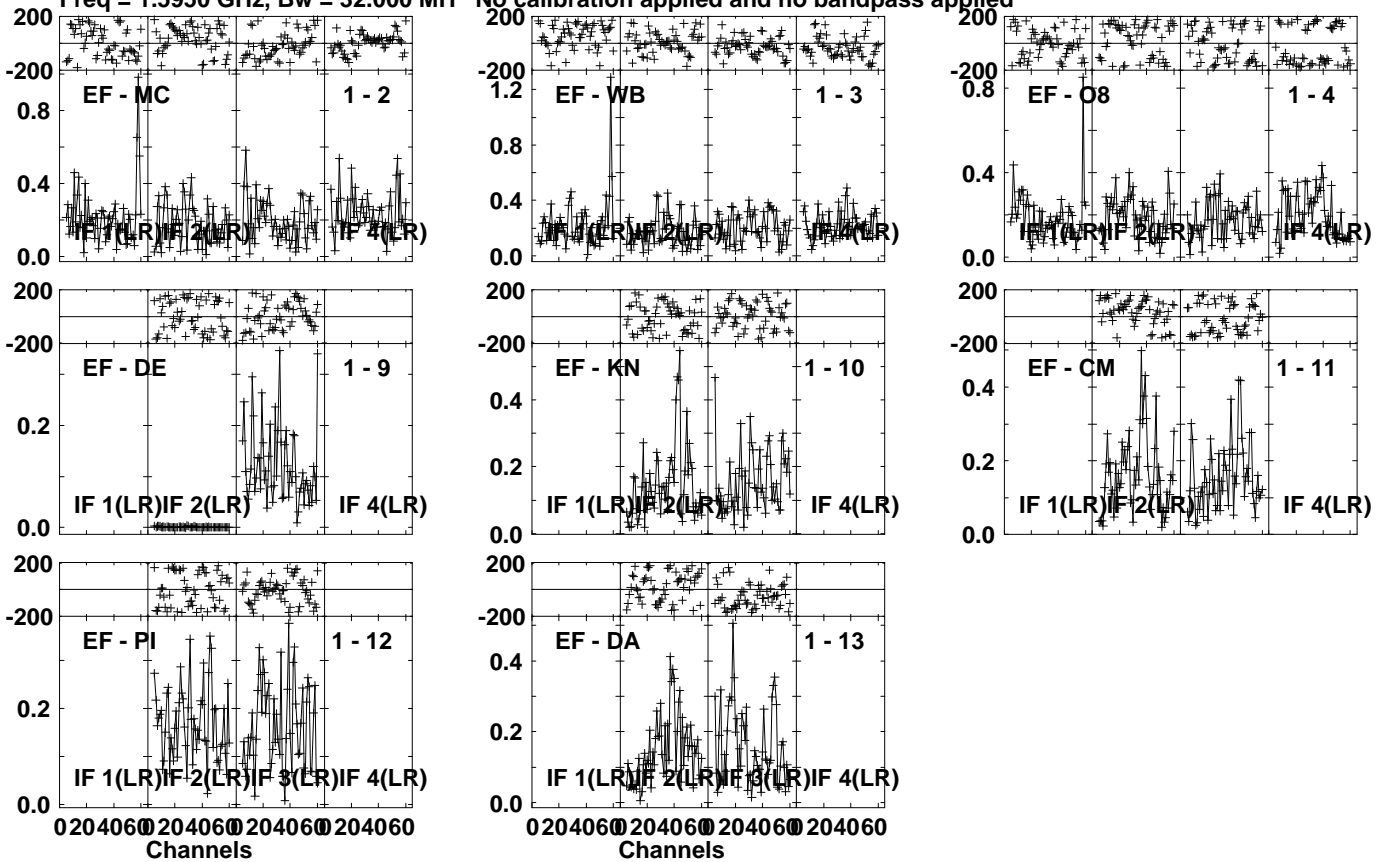 Freq = 1.5950 GHz, Bw = 32.000 MH No calibration applied and no bandpass applied
200
-200
EF - MC
1 - 2
0.8
0.4
0.0
IF 1(LR)
IF 2(LR)
IF 4(LR)
200
-200
EF - WB
1 - 3
1.2
0.8
0.4
0.0
IF 1(LR)
IF 2(LR)
IF 4(LR)
200
-200
EF - O8
1 - 4
0.8
0.4
0.0
IF 1(LR)
IF 2(LR)
IF 4(LR)
200
-200
EF - DE
1 - 9
0.2
0.0
IF 1(LR)
IF 2(LR)
IF 4(LR)
200
-200
EF - KN
1 - 10
0.4
0.2
0.0
IF 1(LR)
IF 2(LR)
IF 4(LR)
200
-200
EF - CM
1 - 11
0.4
0.2
0.0
IF 1(LR)
IF 2(LR)
IF 4(LR)
200
-200
EF - PI
1 - 12
0.2
0.0
IF 1(LR)
IF 2(LR)
IF 3(LR)
IF 4(LR)
0 20 40 60 0 20 40 60 0 20 40 60 0 20 40 60
Channels
200
-200
EF - DA
1 - 13
0.4
0.2
0.0
IF 1(LR)
IF 2(LR)
IF 3(LR)
IF 4(LR)
0 20 40 60 0 20 40 60 0 20 40 60 0 20 40 60
Channels